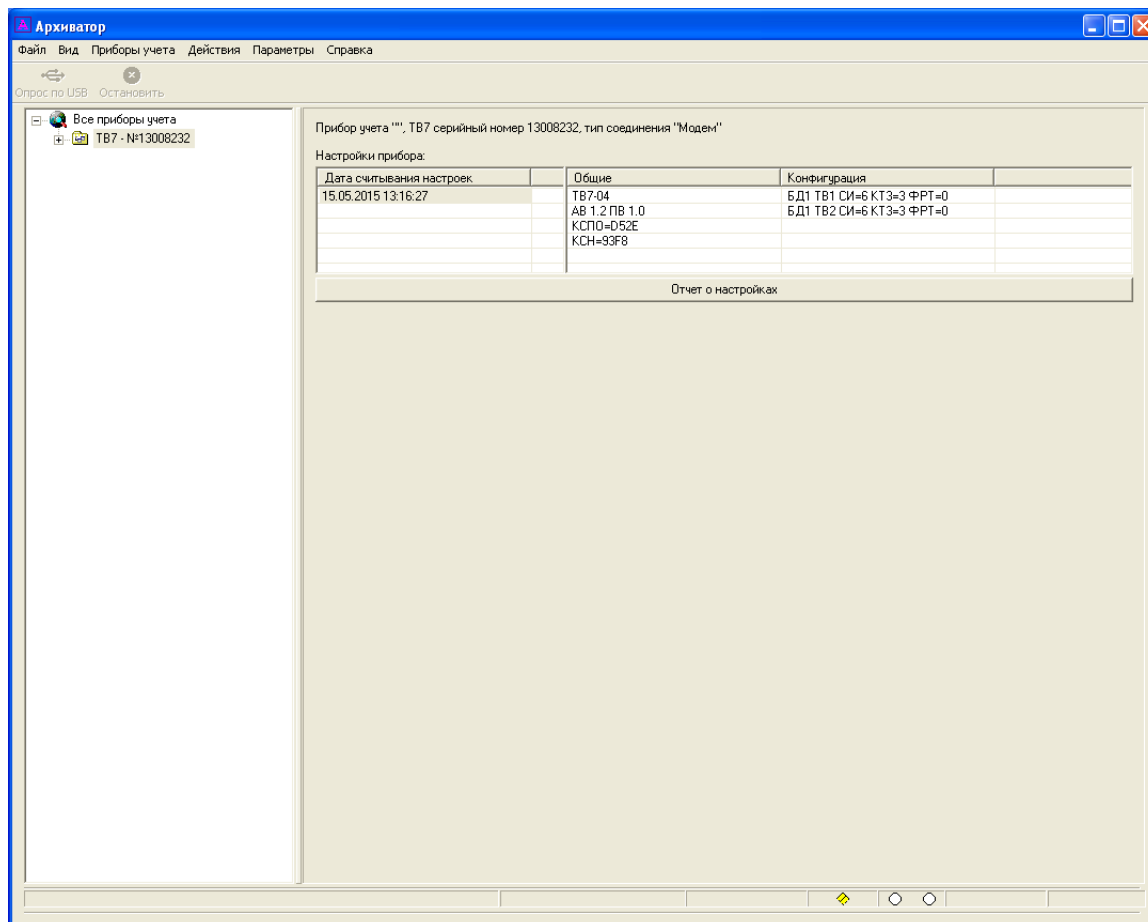 Архиватор
Файл Вид Приборы учета Действия Параметры Справка
Опрос по USB Остановить
Все приборы учета
ТВ7 - №13008232
Прибор учета "", ТВ7 серийный номер 13008232, тип соединения "Модем"
Настройки прибора:
Дата считывания настроек Общие Конфигурация
15.05.2015 13:16:27 ТВ7-04 БД1 ТВ1 СИ=6 КТ3=3 ФРТ=0
АВ 1.2 ПВ 1.0 БД1 ТВ2 СИ=6 КТ3=3 ФРТ=0
КСПО=D52E
КСН=93F8
Отчет о настройках